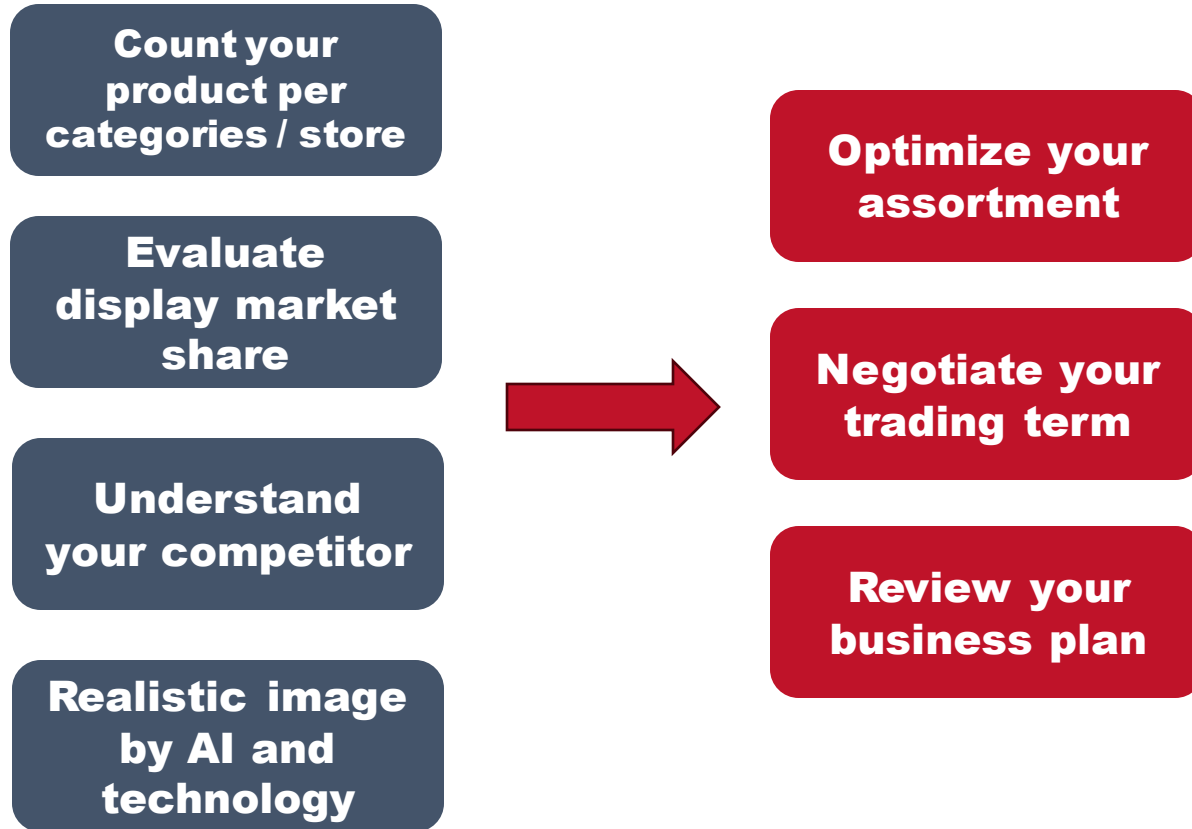 Count your
product per
categories / store
Evaluate
display market
share
Understand
your competitor
Realistic image
by AI and
technology
Optimize your
assortment
Negotiate your
trading term
Review your
business plan